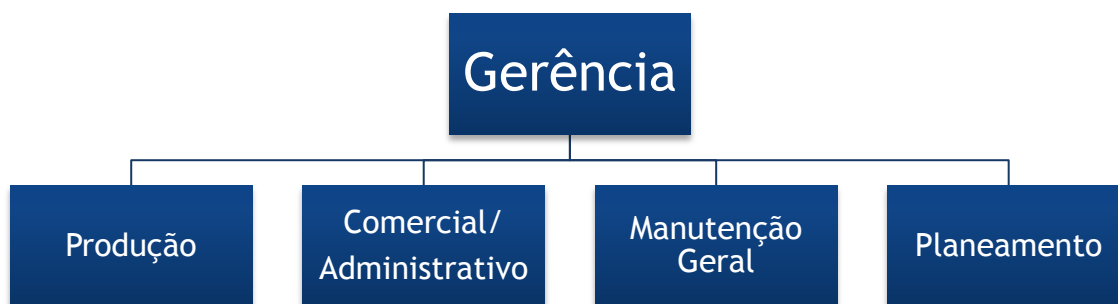 Gerência
Produção
Comercial/
Administrativo
Manutenção
Geral
Planeamento